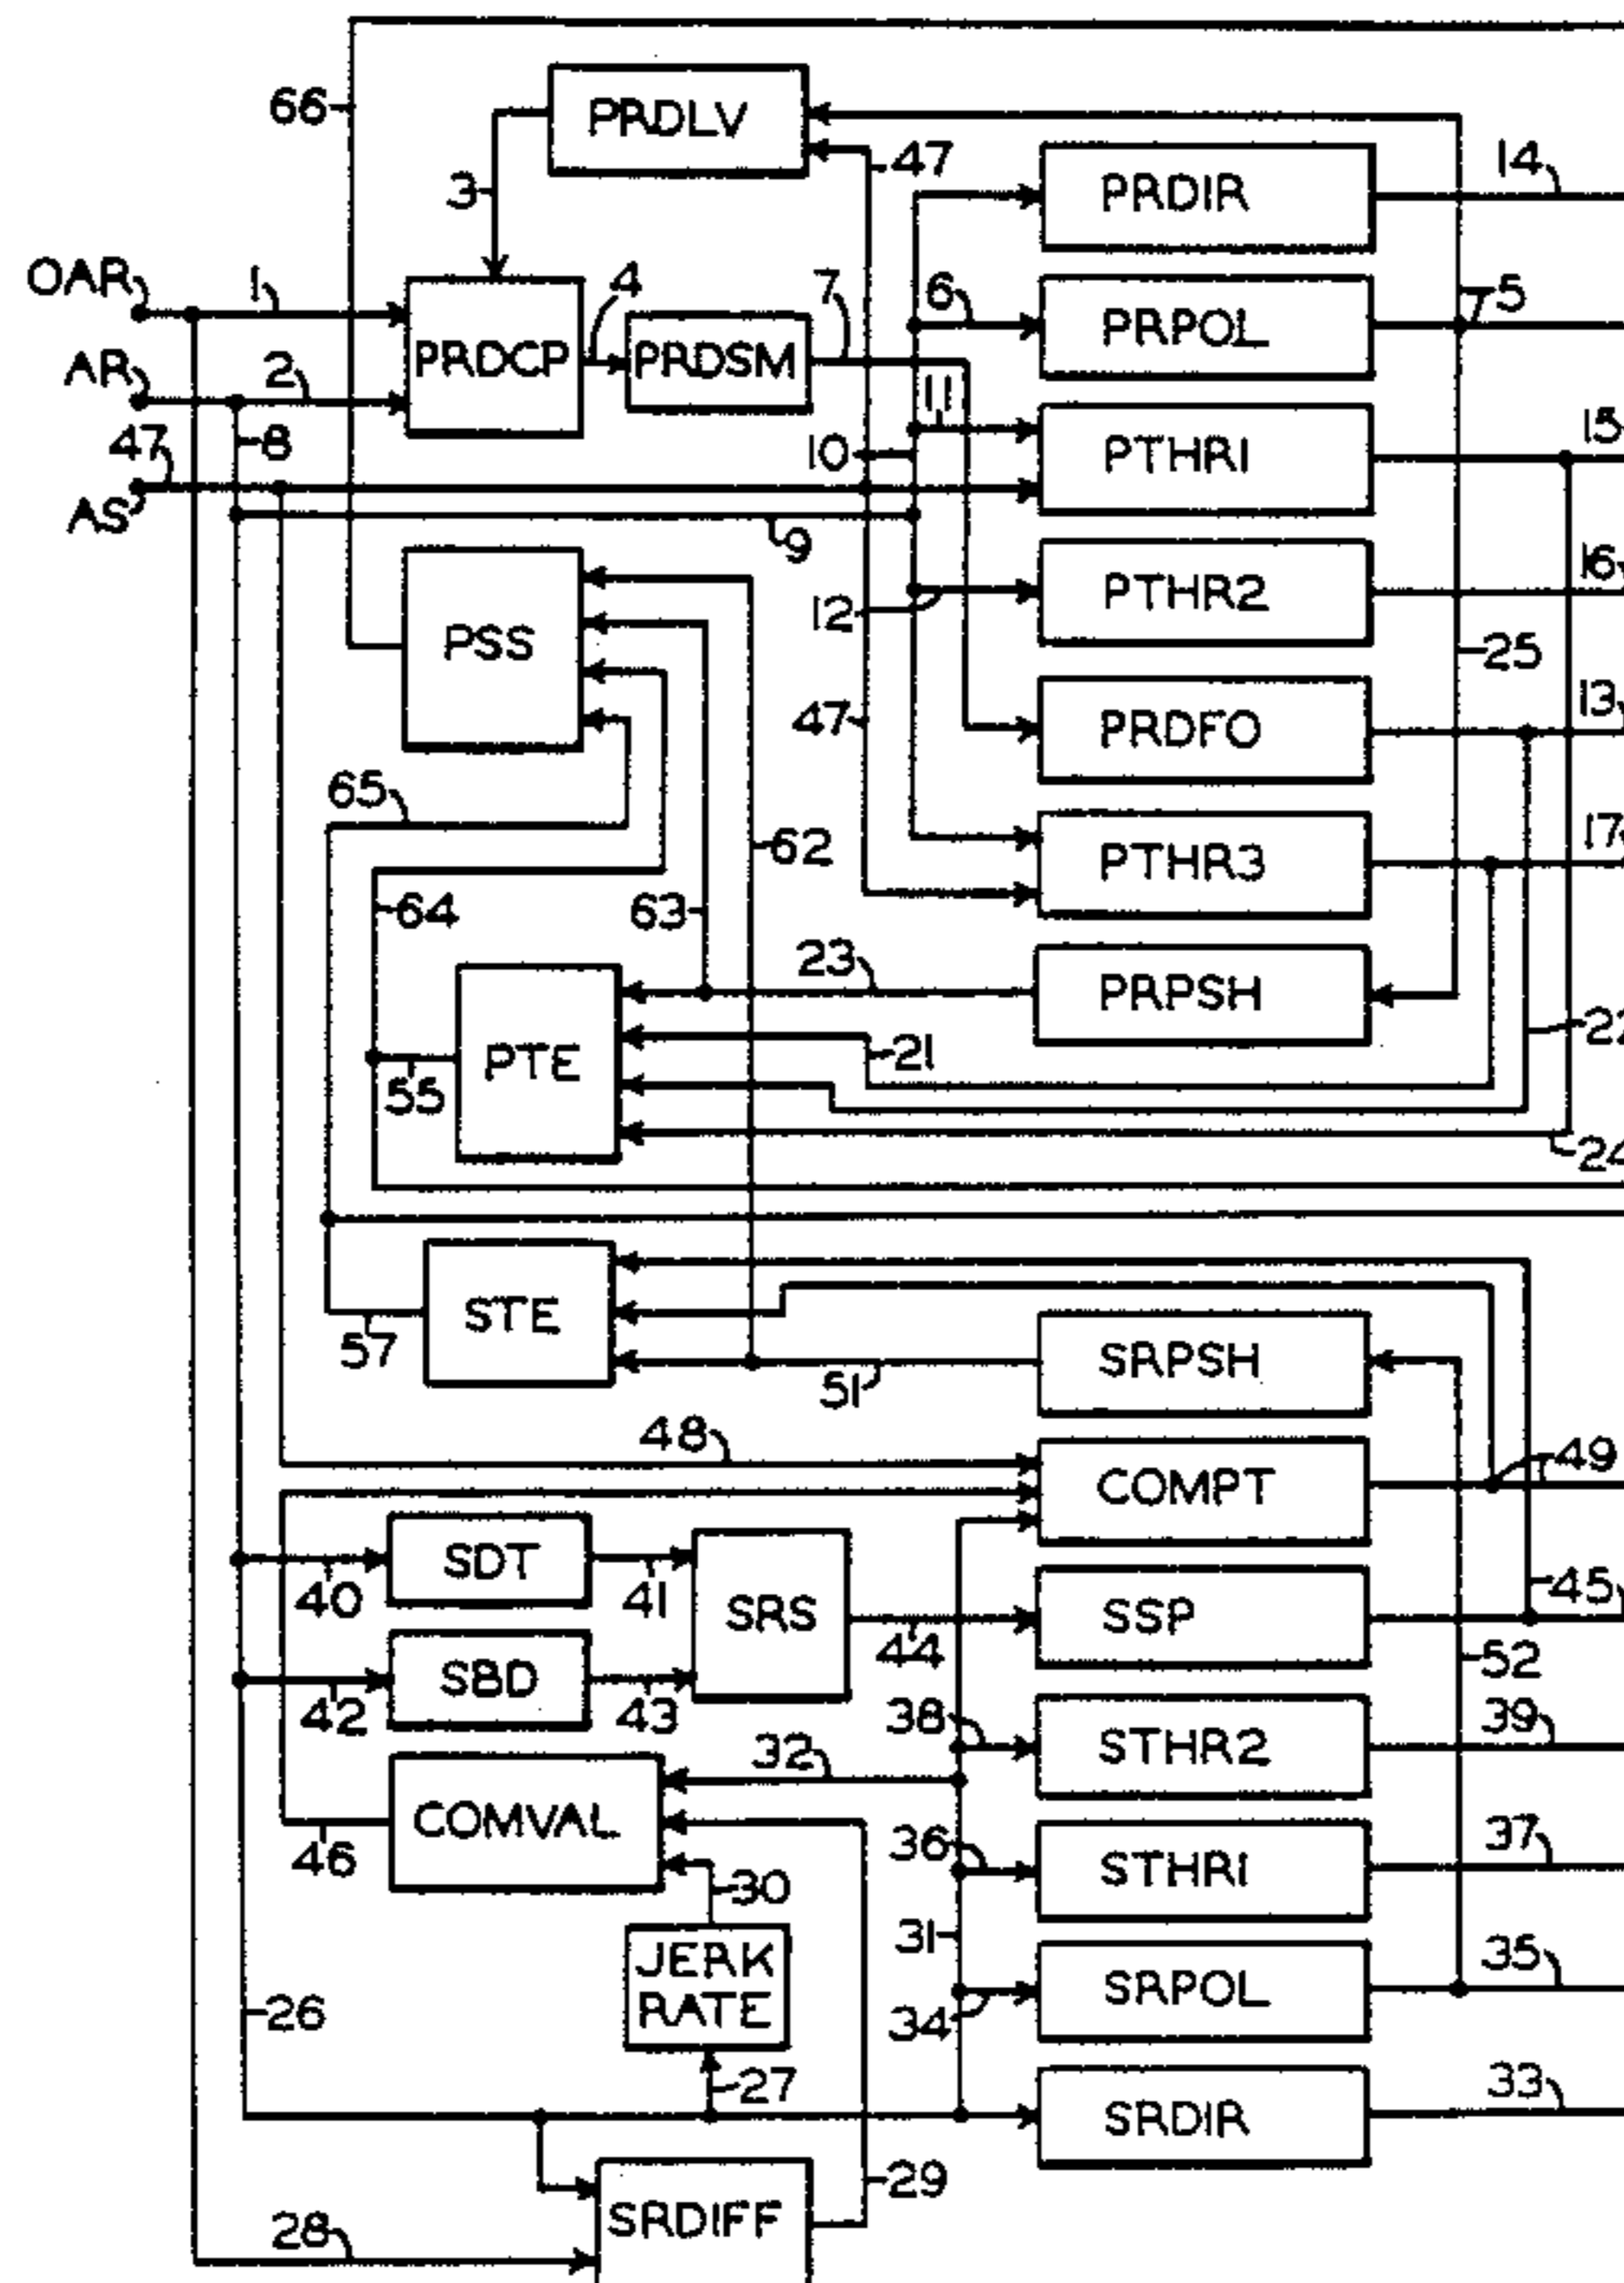 66
PRDLV
3
47
PRDIR
14
OAR
1
4
7
6
PRPOL
5
AR
2
PRDCP
PRDSM
11
47
8
10
PTHR1
15
AS
9
PSS
12
PTHR2
16
25
47
PRDFO
13
65
62
PTHR3
17
64
63
23
PRPSH
22
PTE
21
55
24
STE
57
SRPSH
51
48
COMPT
49
SDT
40
41
SRS
44
SSP
45
52
SBD
42
43
38
STHR2
39
32
COMVAL
46
36
STHR1
37
30
31
JERK
RATE
34
SRPOL
35
26
27
SRDIR
33
29
SRDIFF
28